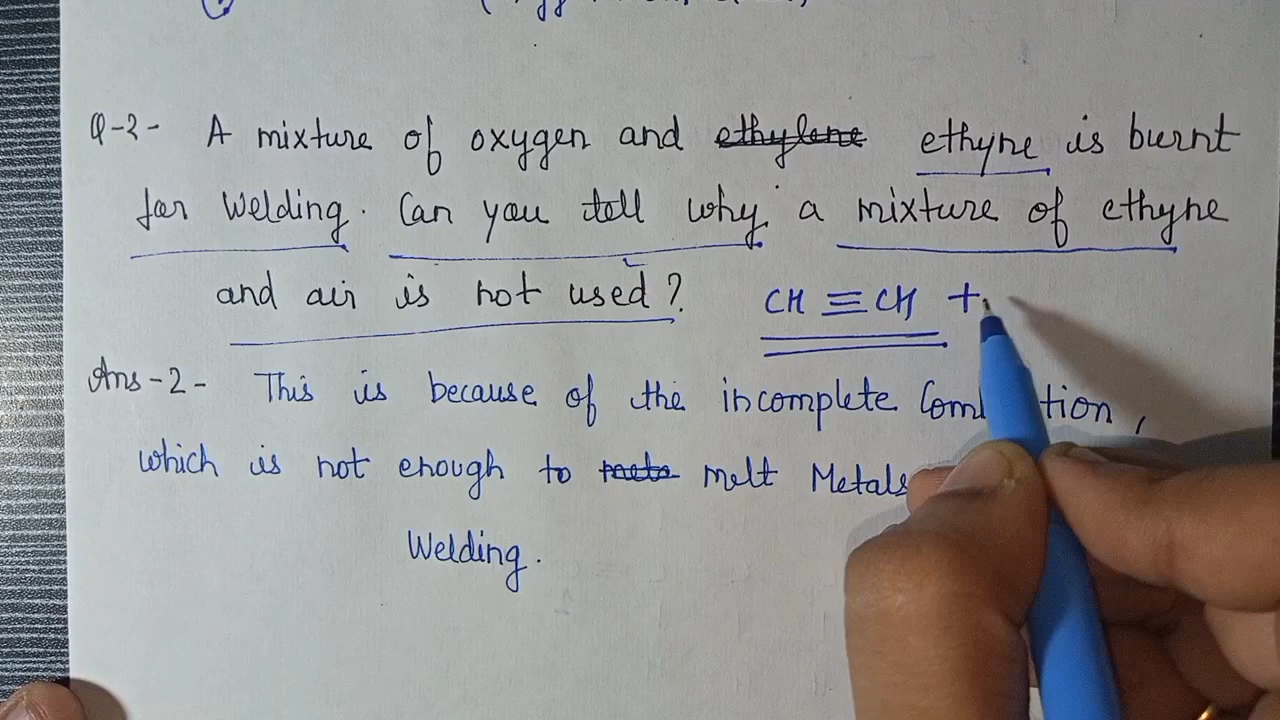 Q-2- A mixture of oxygen and ethylene ethyne is burnt
for Welding. Can you tell why a mixture of ethyne
and air is not used? CH ≡ CH +
Ans-2- This is because of the incomplete
which is not enough to melt Metals
Welding.